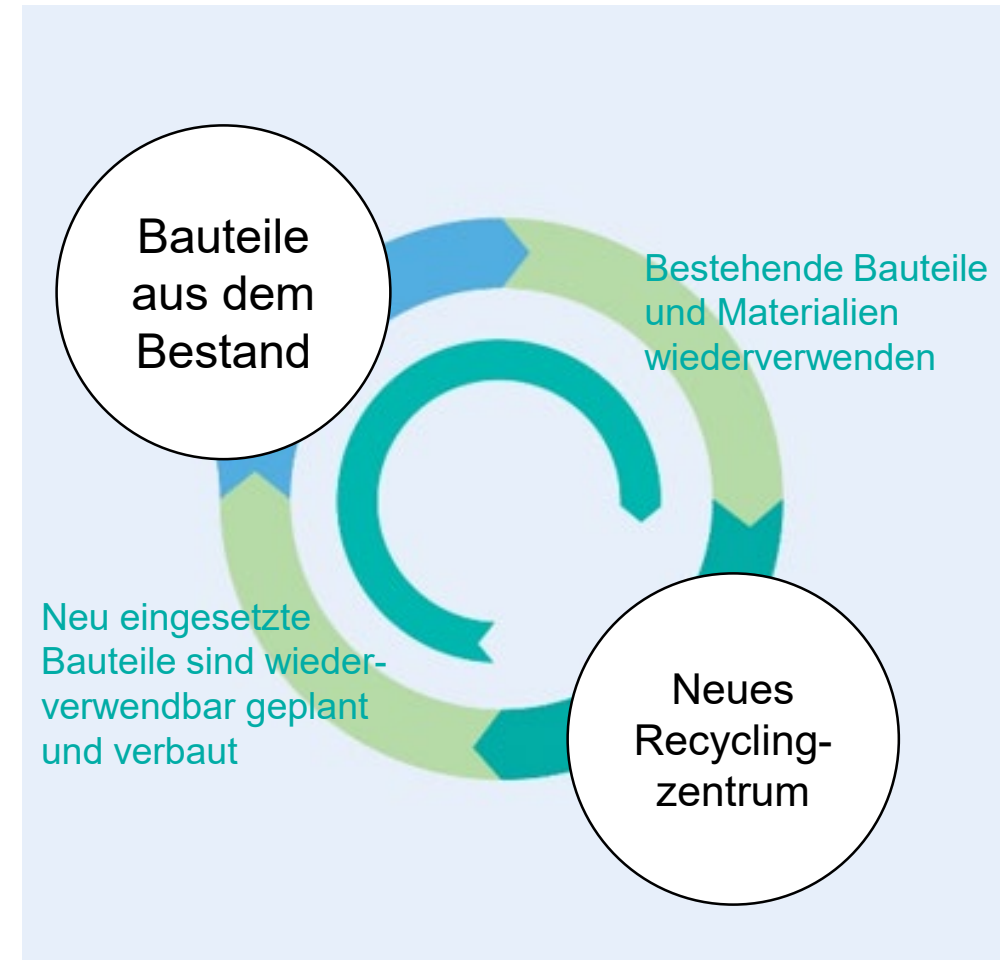 Bauteile
aus dem
Bestand
Bestehende Bauteile
und Materialien
wiederverwenden
Neu eingesetzte
Bauteile sind wieder-
verwendbar geplant
und verbaut
Neues
Recycling-
zentrum